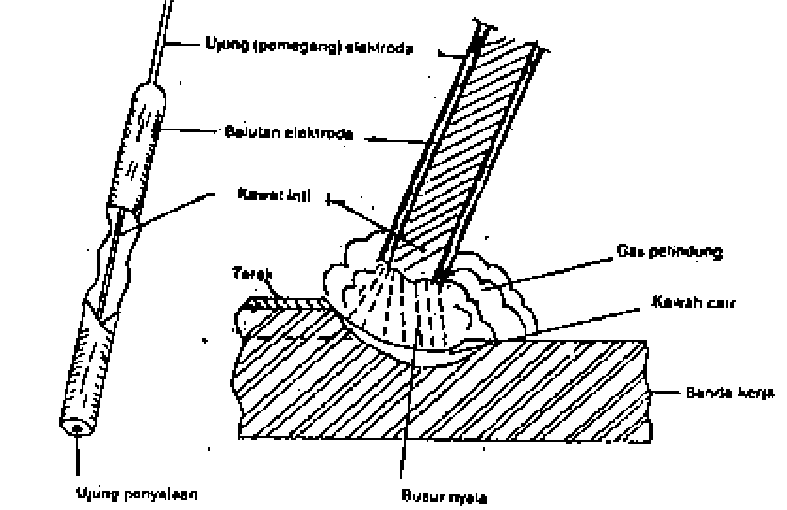 Ujung (pemegang) elektroda
Balutan elektroda
Kawat inti
Gas pelindung
Terak
Kawah cair
Benda kerja
Ujung penyalaan
Busur nyala